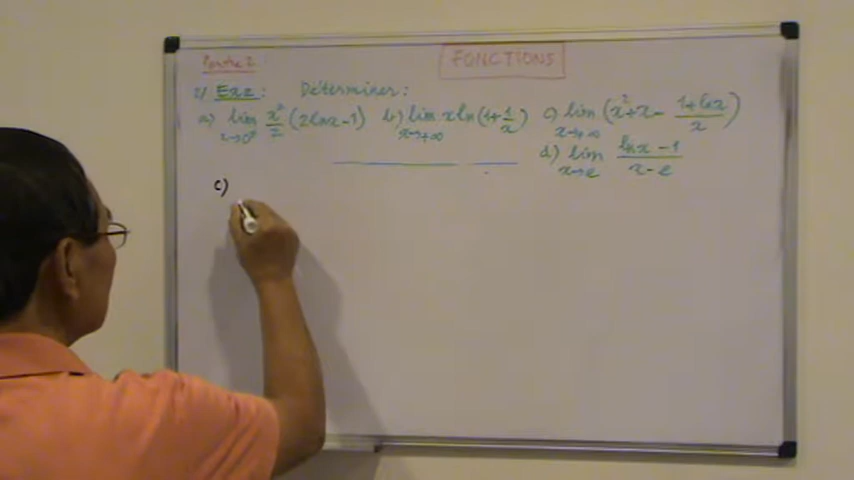 Partie 2
FONCTIONS
2) Ex2 : Déterminer :
a) lim x→0⁺ x²/2 (2lnx-1) b) lim x→+∞ x ln(1+1/x) c) lim x→+∞ (x²+x- (1+lnx)/x)
d) lim x→e (lnx-1)/(x-e)
c)